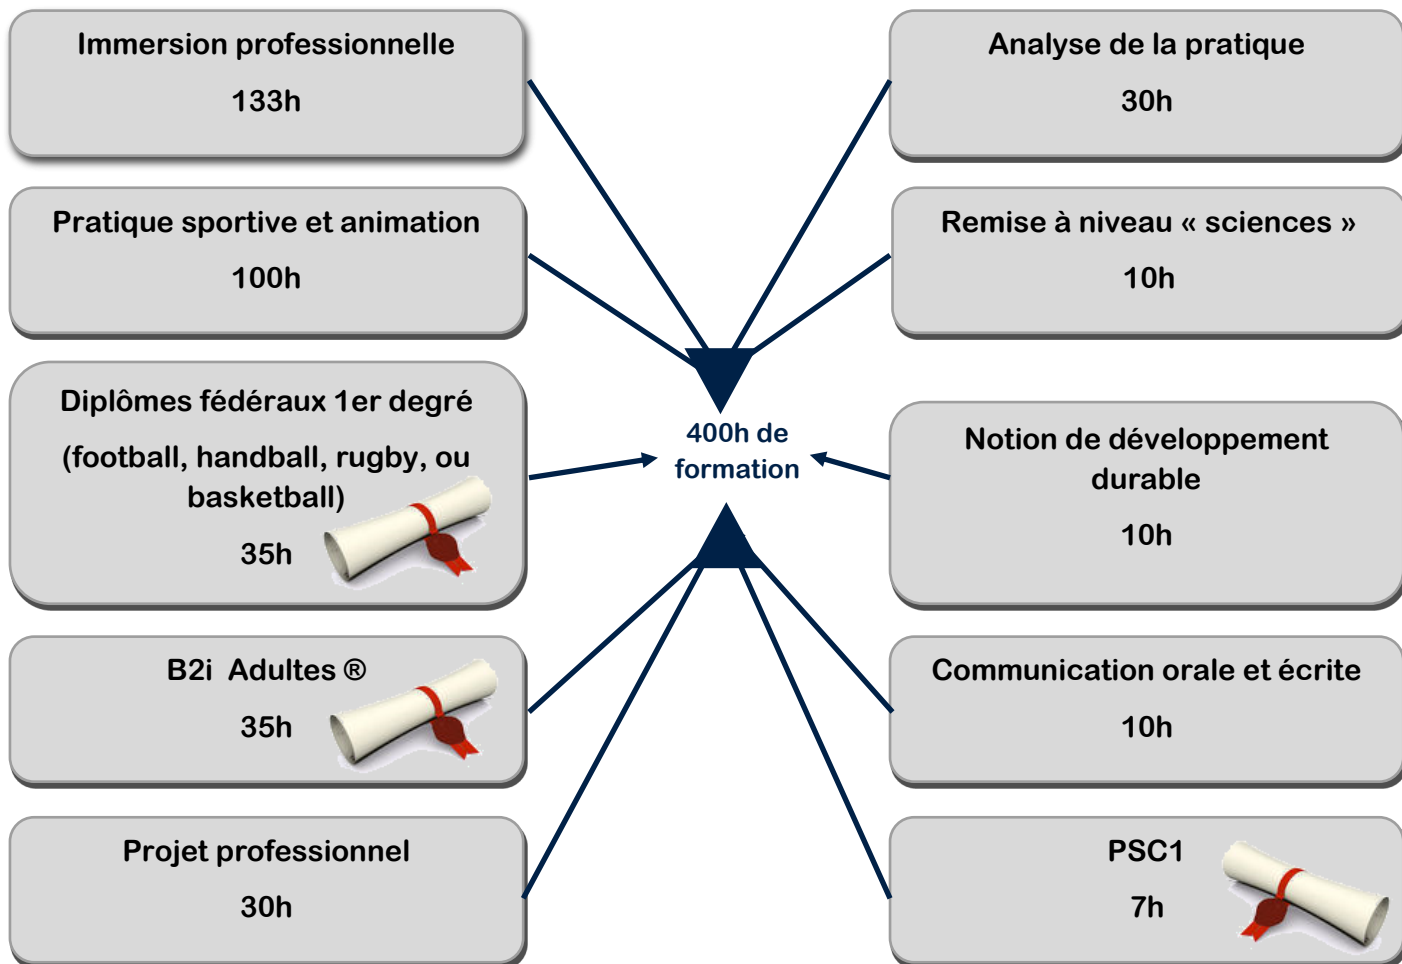 Immersion professionnelle
133h
Pratique sportive et animation
100h
Diplômes fédéraux 1er degré
(football, handball, rugby, ou
basketball)
35h
B2i  Adultes ®
35h
Projet professionnel
30h
400h de
formation
Analyse de la pratique
30h
Remise à niveau « sciences »
10h
Notion de développement
durable
10h
Communication orale et écrite
10h
PSC1
7h